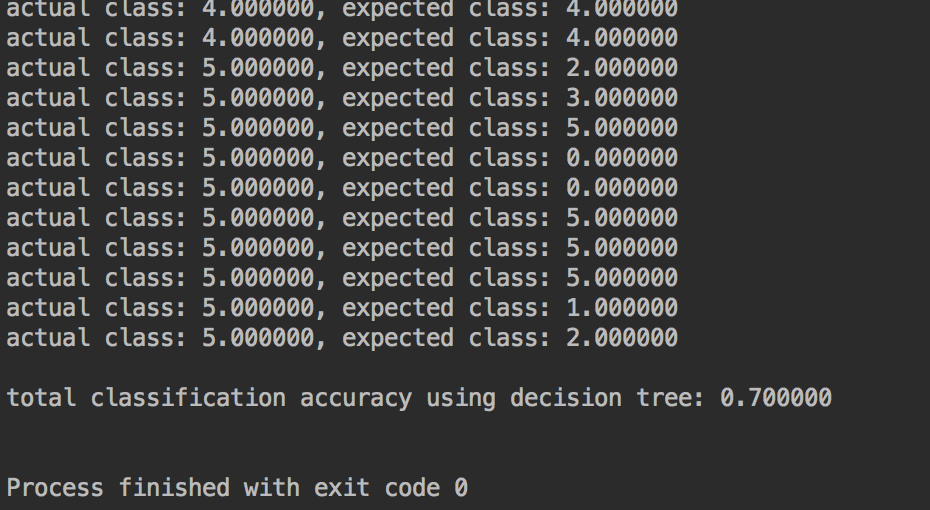 actual class: 4.000000, expected class: 4.000000
actual class: 4.000000, expected class: 4.000000
actual class: 5.000000, expected class: 2.000000
actual class: 5.000000, expected class: 3.000000
actual class: 5.000000, expected class: 5.000000
actual class: 5.000000, expected class: 0.000000
actual class: 5.000000, expected class: 0.000000
actual class: 5.000000, expected class: 5.000000
actual class: 5.000000, expected class: 5.000000
actual class: 5.000000, expected class: 5.000000
actual class: 5.000000, expected class: 1.000000
actual class: 5.000000, expected class: 2.000000
total classification accuracy using decision tree: 0.700000
Process finished with exit code 0